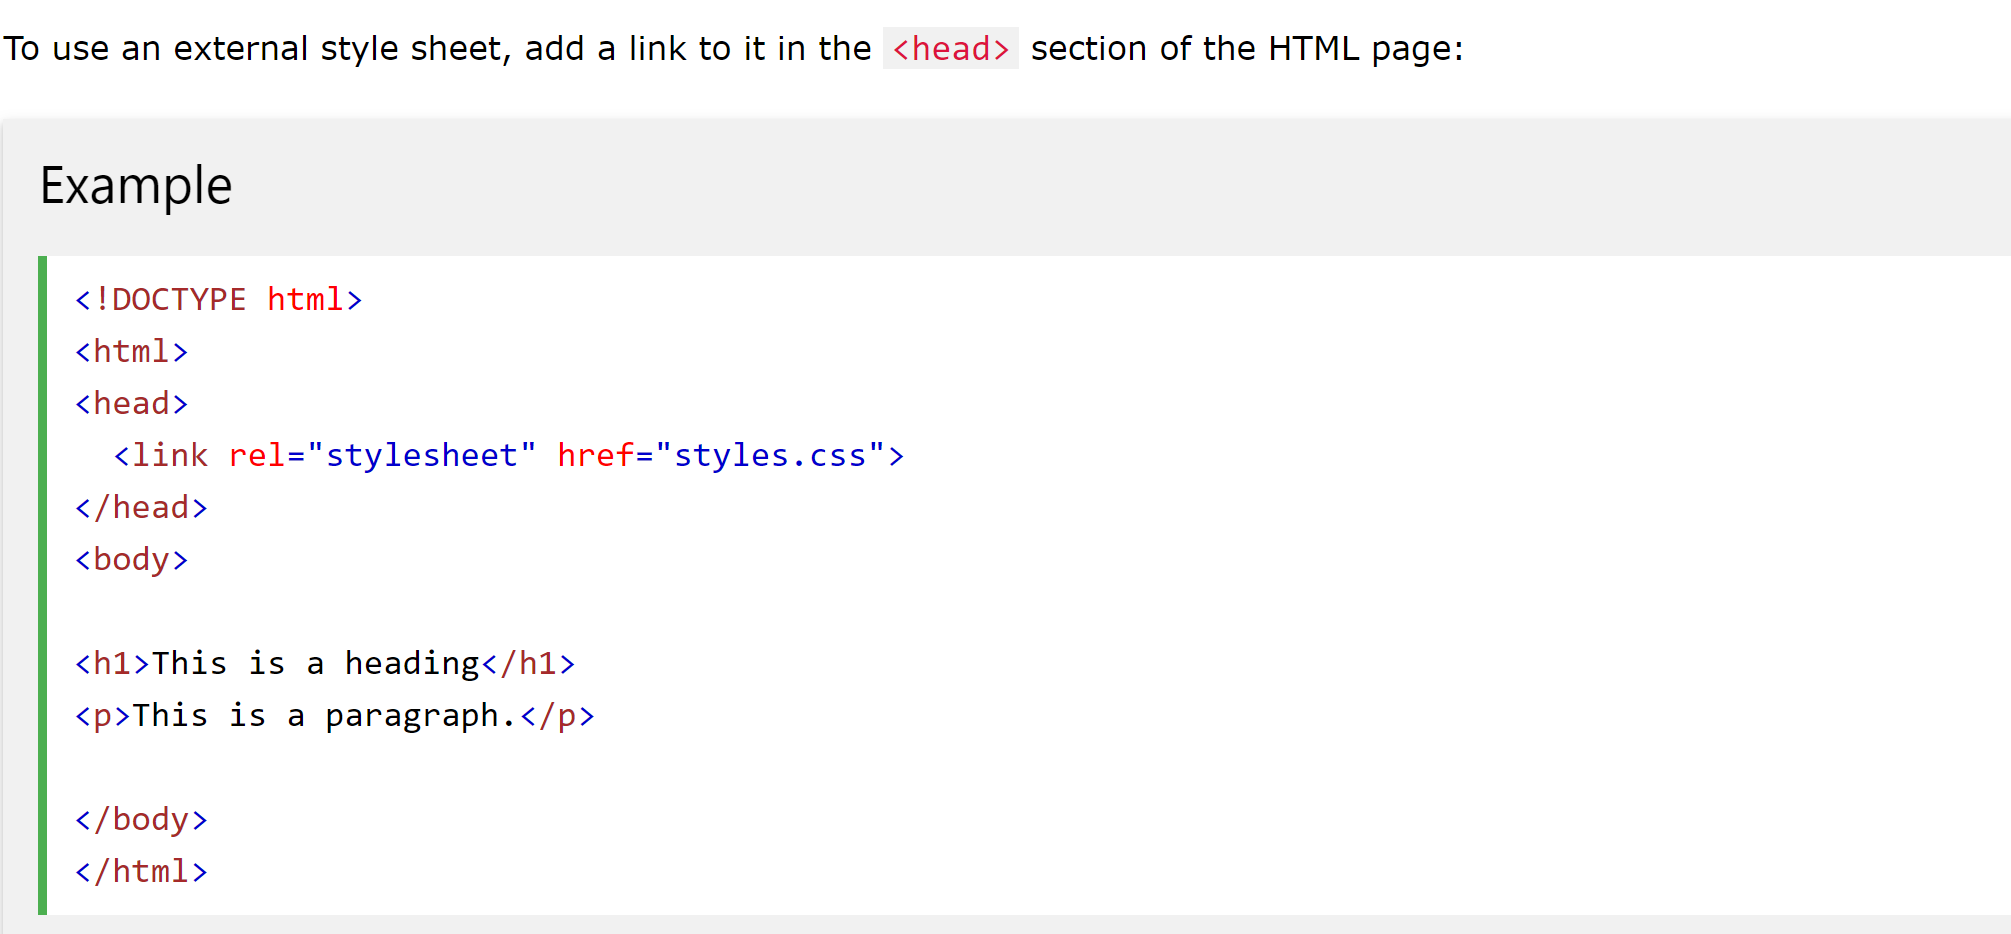 To use an external style sheet, add a link to it in the <head> section of the HTML page:
Example
<!DOCTYPE html>
<html>
<head>
  <link rel="stylesheet" href="styles.css">
</head>
<body>
<h1>This is a heading</h1>
<p>This is a paragraph.</p>
</body>
</html>